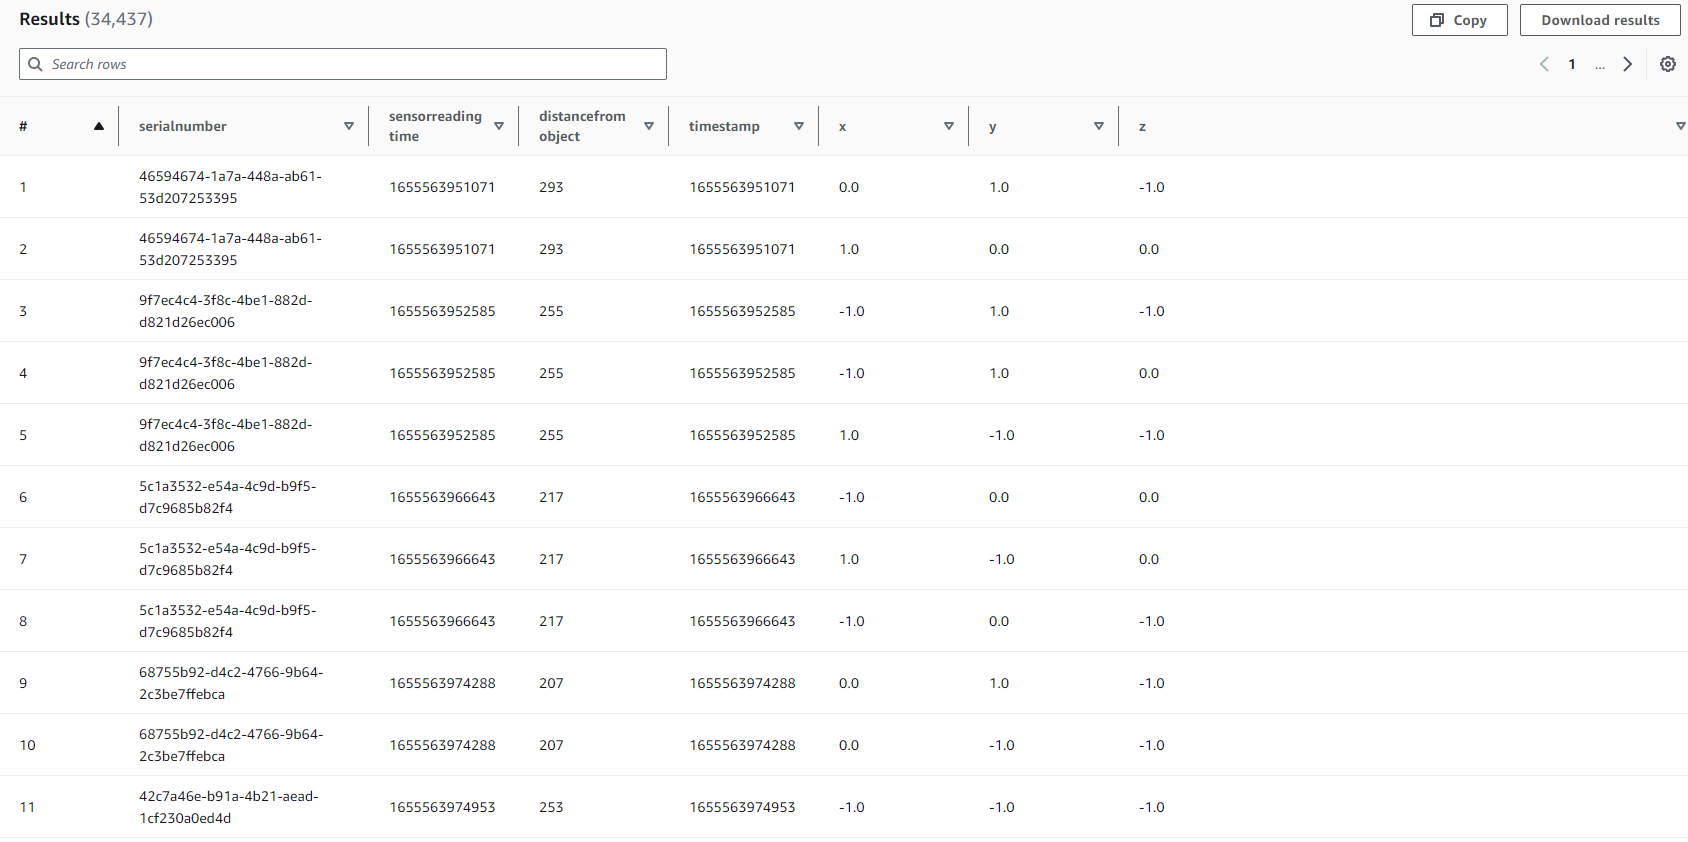 Results (34,437)
Copy
Download results
Search rows
1 ...
# serialnumber sensorreading time distancefrom object timestamp x y z
1 46594674-1a7a-448a-ab61-53d207253395 1655563951071 293 1655563951071 0.0 1.0 -1.0
2 46594674-1a7a-448a-ab61-53d207253395 1655563951071 293 1655563951071 1.0 0.0 0.0
3 9f7ec4c4-3f8c-4be1-882d-d821d26ec006 1655563952585 255 1655563952585 -1.0 1.0 -1.0
4 9f7ec4c4-3f8c-4be1-882d-d821d26ec006 1655563952585 255 1655563952585 -1.0 1.0 0.0
5 9f7ec4c4-3f8c-4be1-882d-d821d26ec006 1655563952585 255 1655563952585 1.0 -1.0 -1.0
6 5c1a3532-e54a-4c9d-b9f5-d7c9685b82f4 1655563966643 217 1655563966643 -1.0 0.0 0.0
7 5c1a3532-e54a-4c9d-b9f5-d7c9685b82f4 1655563966643 217 1655563966643 1.0 -1.0 0.0
8 5c1a3532-e54a-4c9d-b9f5-d7c9685b82f4 1655563966643 217 1655563966643 -1.0 0.0 -1.0
9 68755b92-d4c2-4766-9b64-2c3be7ffebca 1655563974288 207 1655563974288 0.0 1.0 -1.0
10 68755b92-d4c2-4766-9b64-2c3be7ffebca 1655563974288 207 1655563974288 0.0 -1.0 -1.0
11 42c7a46e-b91a-4b21-aead-1cf230a0ed4d 1655563974953 253 1655563974953 -1.0 -1.0 -1.0